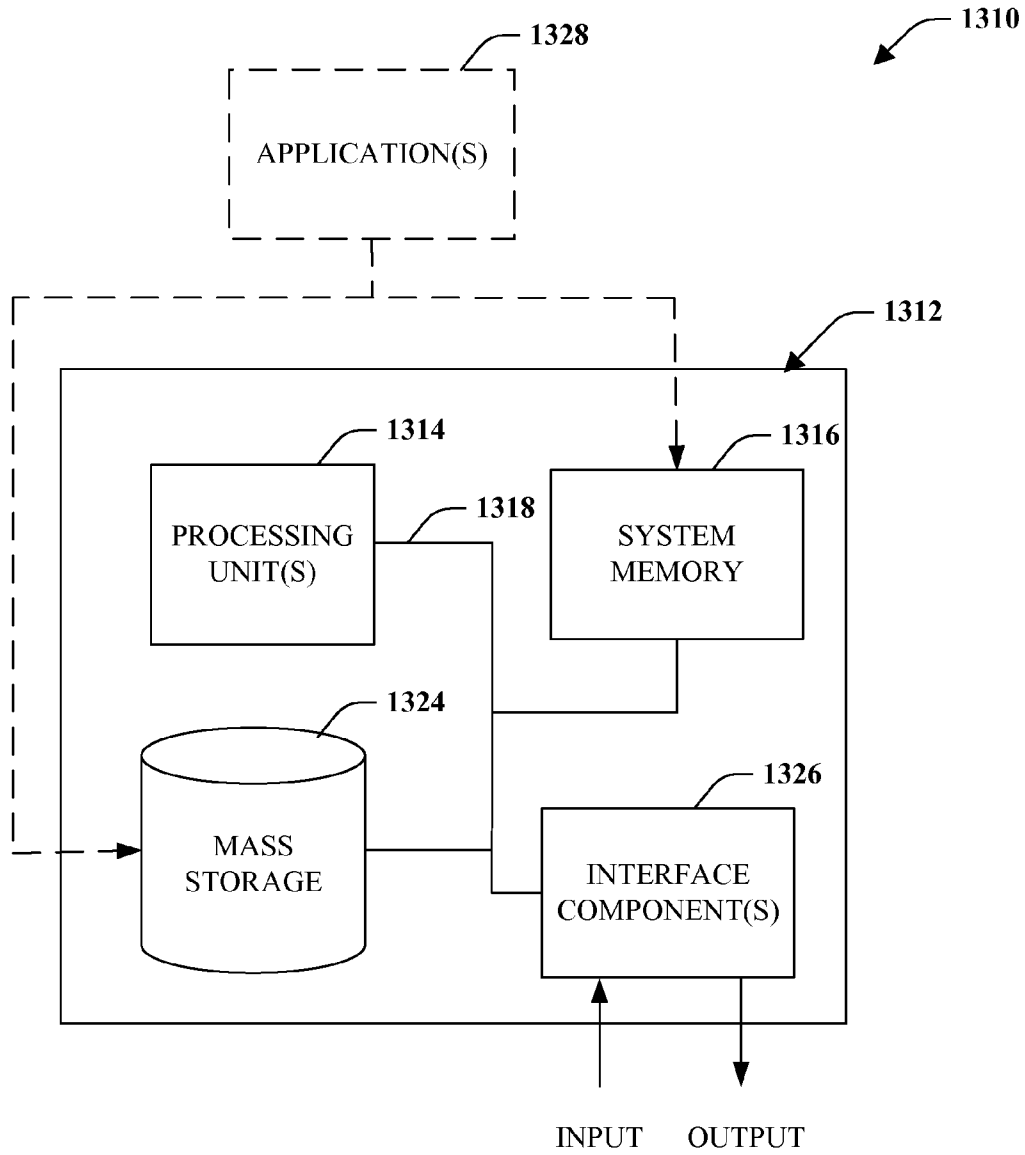 1310
1328
APPLICATION(S)
1312
1314
1316
PROCESSING
UNIT(S)
1318
SYSTEM
MEMORY
1324
1326
MASS
STORAGE
INTERFACE
COMPONENT(S)
INPUT
OUTPUT